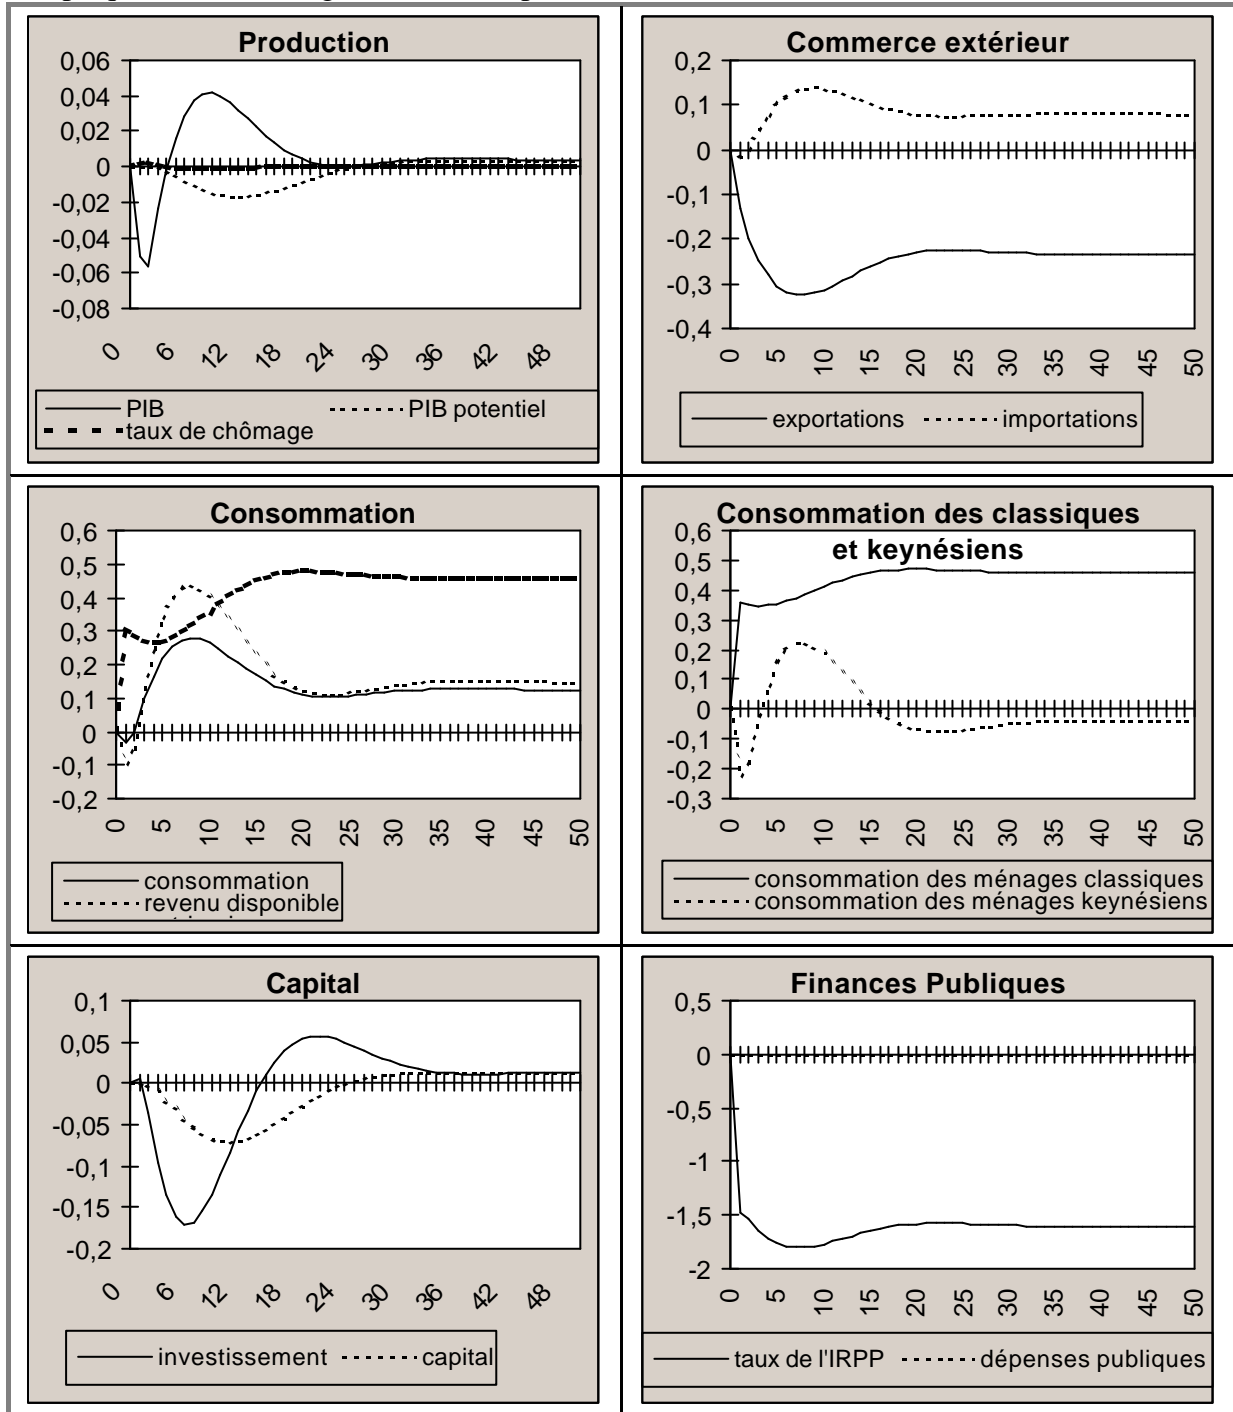 Production
0,06
0,04
0,02
0
-0,02
-0,04
-0,06
-0,08
0 6 12 18 24 30 36 42 48
PIB PIB potentiel
taux de chômage
Commerce extérieur
0,2
0,1
0
-0,1
-0,2
-0,3
-0,4
0 5 10 15 20 25 30 35 40 45 50
exportations importations
Consommation
0,6
0,5
0,4
0,3
0,2
0,1
0
-0,1
-0,2
0 5 10 15 20 25 30 35 40 45 50
consommation
revenu disponible
Consommation des classiques
et keynésiens
0,6
0,5
0,4
0,3
0,2
0,1
0
-0,1
-0,2
-0,3
0 5 10 15 20 25 30 35 40 45 50
consommation des ménages classiques
consommation des ménages keynésiens
Capital
0,1
0,05
0
-0,05
-0,1
-0,15
-0,2
0 6 12 18 24 30 36 42 48
investissement capital
Finances Publiques
0,5
0
-0,5
-1
-1,5
-2
0 5 10 15 20 25 30 35 40 45 50
taux de l'IRPP dépenses publiques